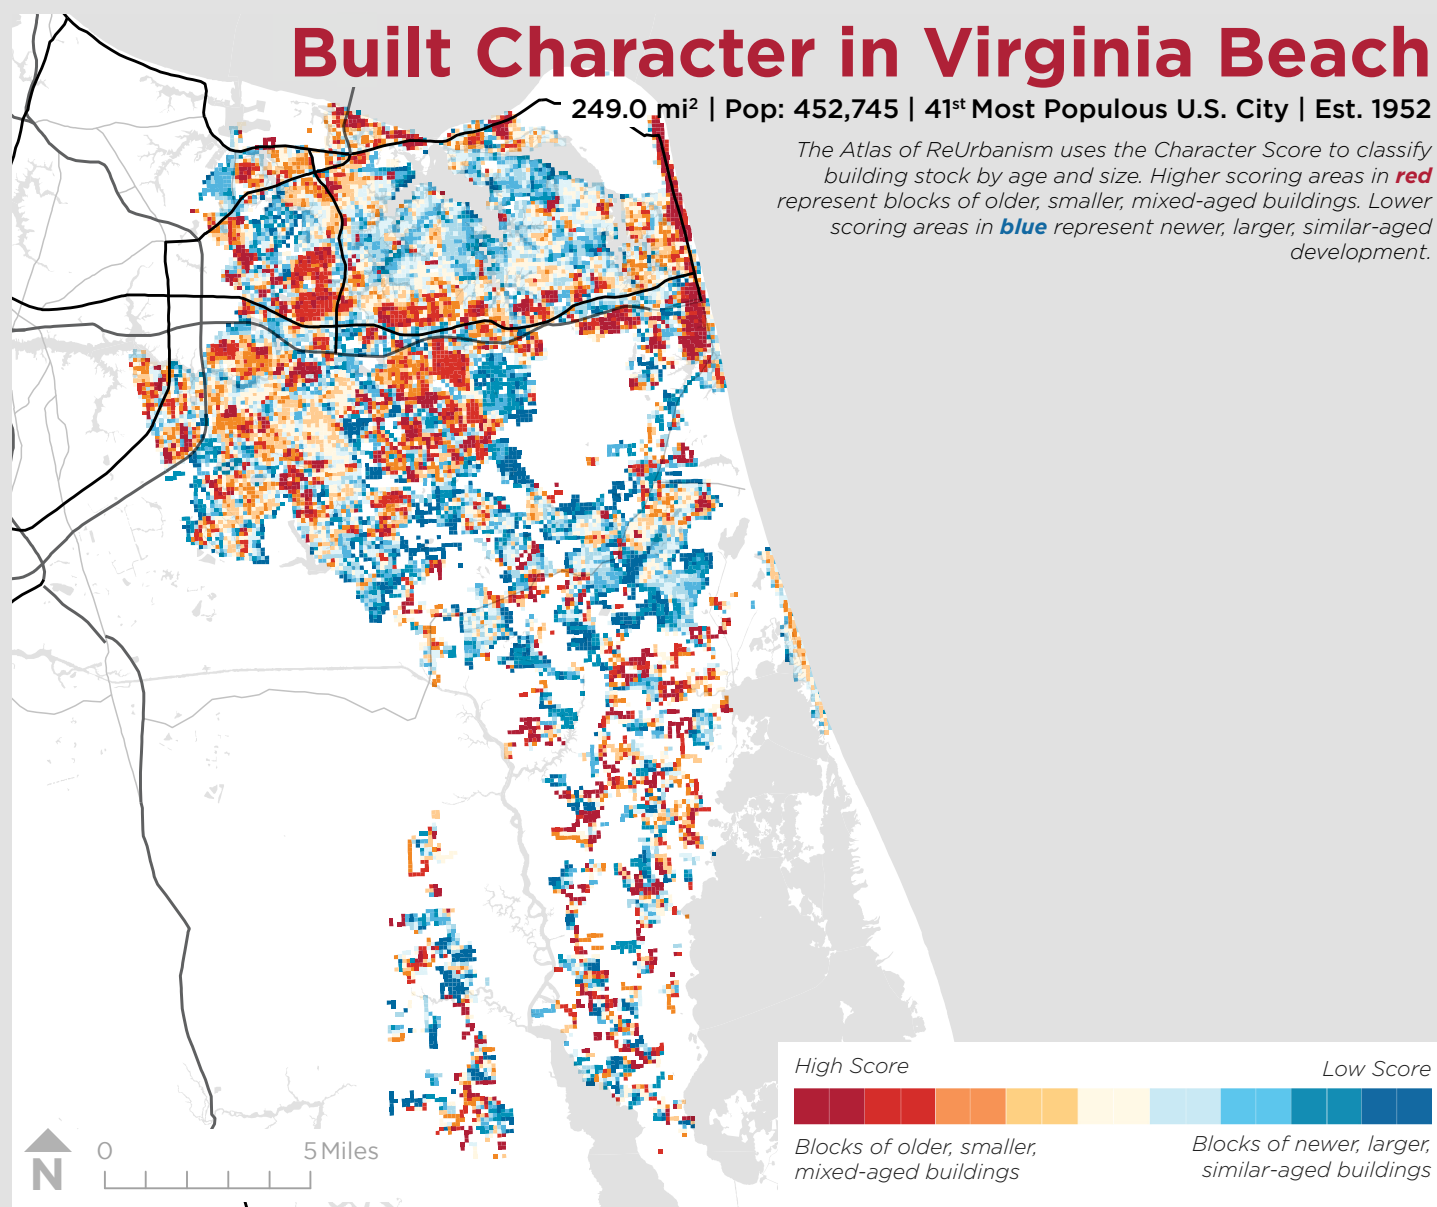 Built Character in Virginia Beach
249.0 mi² | Pop: 452,745 | 41ˢᵗ Most Populous U.S. City | Est. 1952
The Atlas of ReUrbanism uses the Character Score to classify
building stock by age and size. Higher scoring areas in red
represent blocks of older, smaller, mixed-aged buildings. Lower
scoring areas in blue represent newer, larger, similar-aged
development.
High Score
Low Score
Blocks of older, smaller,
mixed-aged buildings
Blocks of newer, larger,
similar-aged buildings
0 5 Miles
N